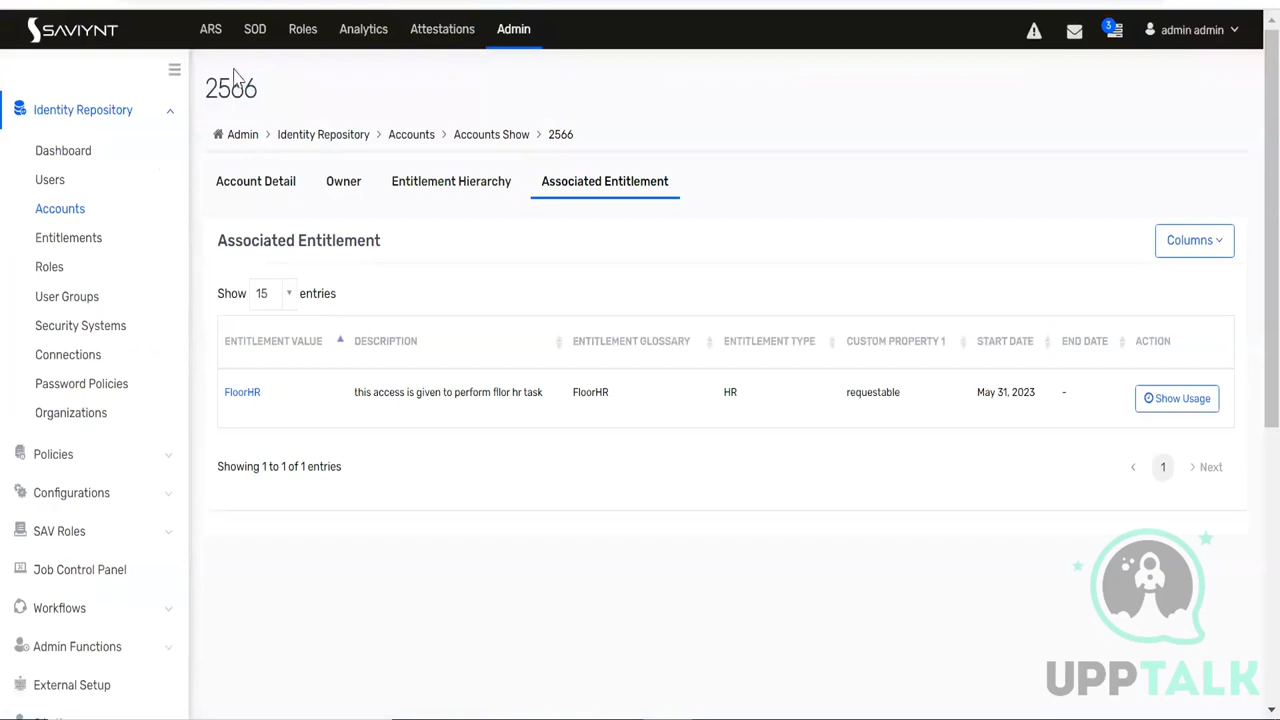 SAVIYNT ARS SOD Roles Analytics Attestations Admin 3 admin admin
2566
Identity Repository
Admin > Identity Repository > Accounts > Accounts Show > 2566
Dashboard
Users
Account Detail Owner Entitlement Hierarchy Associated Entitlement
Accounts
Entitlements
Associated Entitlement Columns
Roles
User Groups
Show 15 entries
Security Systems
ENTITLEMENT VALUE DESCRIPTION ENTITLEMENT GLOSSARY ENTITLEMENT TYPE CUSTOM PROPERTY 1 START DATE END DATE ACTION
Connections
Password Policies
FloorHR this access is given to perform fllor hr task FloorHR HR requestable May 31, 2023 - Show Usage
Organizations
Policies
Showing 1 to 1 of 1 entries < 1 > Next
Configurations
SAV Roles
Job Control Panel
Workflows
Admin Functions
External Setup
UPPTALK